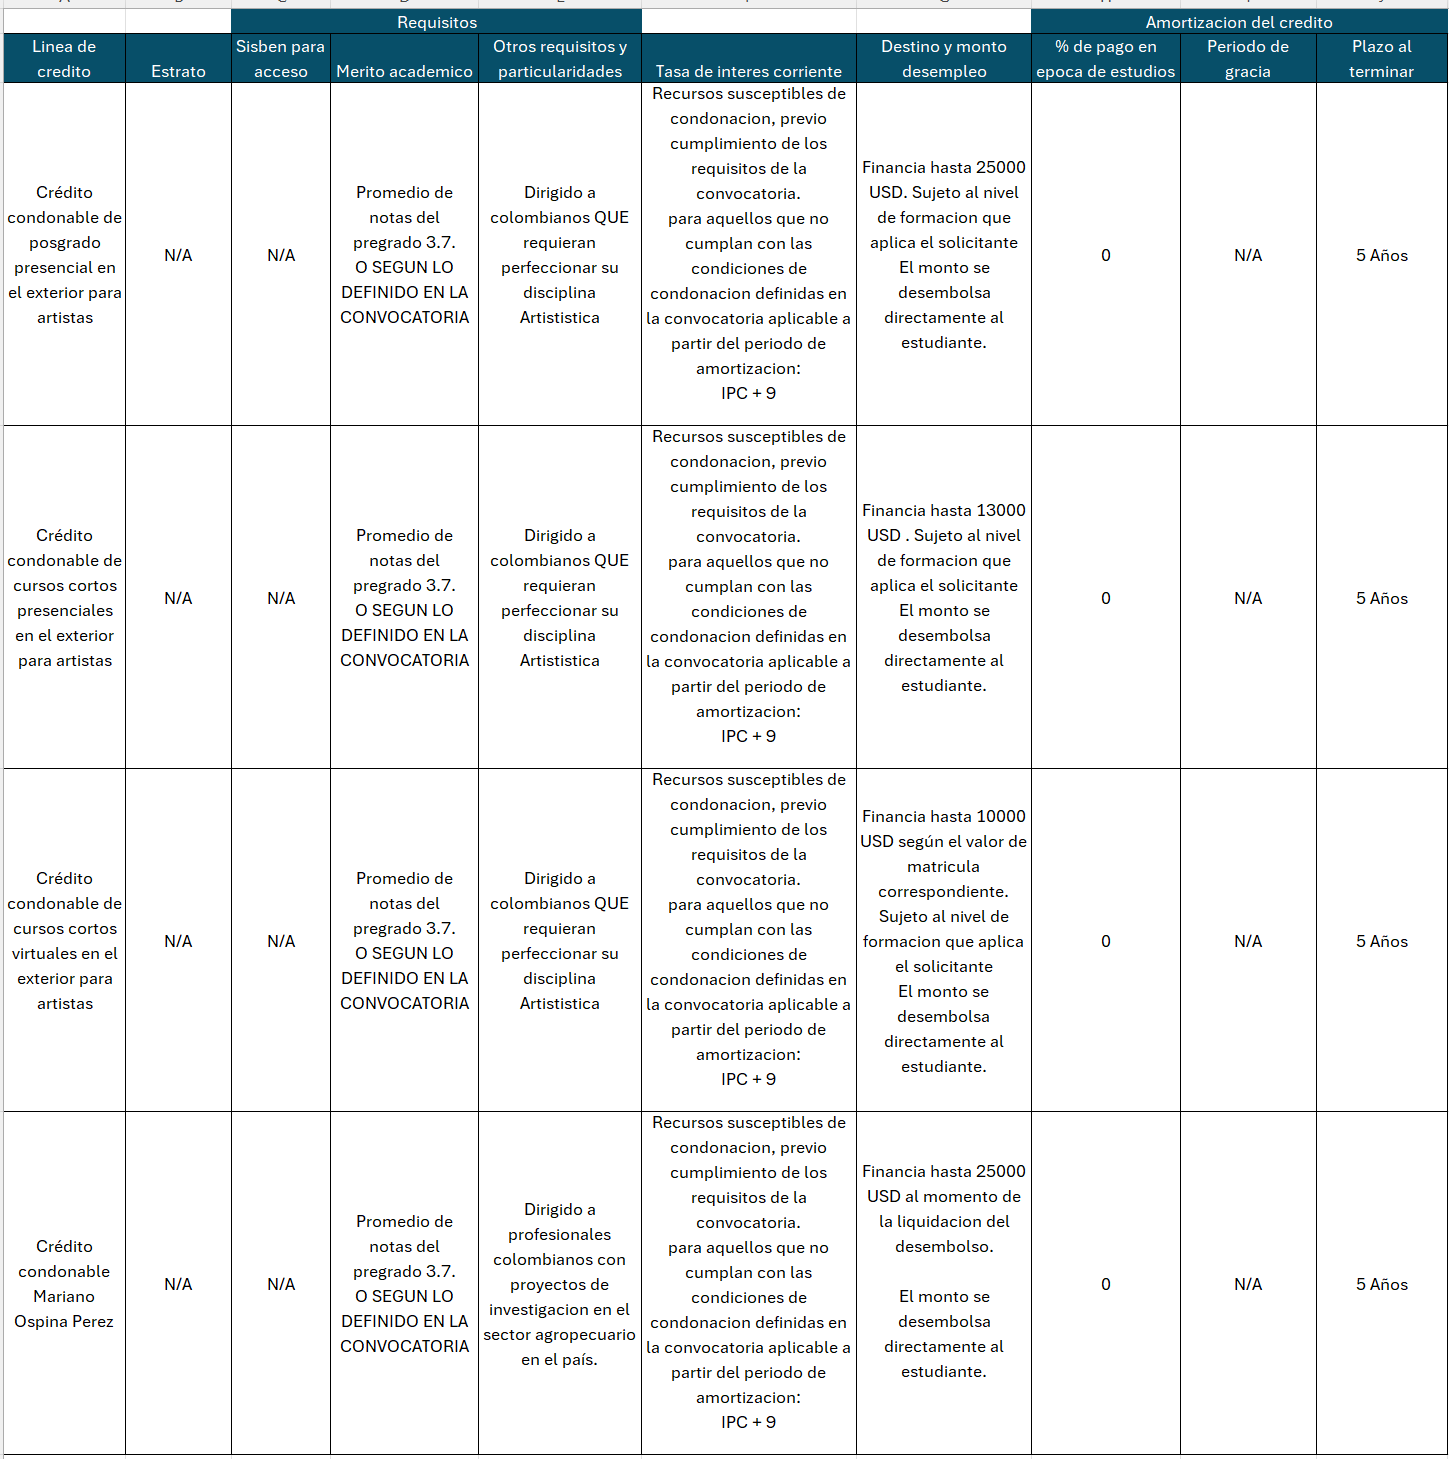 Requisitos
Amortizacion del credito
Linea de
credito
Estrato
Sisben para
acceso
Merito academico
Otros requisitos y
particularidades
Tasa de interes corriente
Destino y monto
desempleo
% de pago en
epoca de estudios
Periodo de
gracia
Plazo al
terminar
Crédito
condonable de
posgrado
presencial en
el exterior para
artistas
N/A
N/A
Promedio de
notas del
pregrado 3.7.
O SEGUN LO
DEFINIDO EN LA
CONVOCATORIA
Dirigido a
colombianos QUE
requieran
perfeccionar su
disciplina
Artististica
Recursos susceptibles de
condonacion, previo
cumplimiento de los
requisitos de la
convocatoria.
para aquellos que no
cumplan con las
condiciones de
condonacion definidas en
la convocatoria aplicable a
partir del periodo de
amortizacion:
IPC + 9
Financia hasta 25000
USD. Sujeto al nivel
de formacion que
aplica el solicitante
El monto se
desembolsa
directamente al
estudiante.
0
N/A
5 Años
Crédito
condonable de
cursos cortos
presenciales
en el exterior
para artistas
N/A
N/A
Promedio de
notas del
pregrado 3.7.
O SEGUN LO
DEFINIDO EN LA
CONVOCATORIA
Dirigido a
colombianos QUE
requieran
perfeccionar su
disciplina
Artististica
Recursos susceptibles de
condonacion, previo
cumplimiento de los
requisitos de la
convocatoria.
para aquellos que no
cumplan con las
condiciones de
condonacion definidas en
la convocatoria aplicable a
partir del periodo de
amortizacion:
IPC + 9
Financia hasta 13000
USD . Sujeto al nivel
de formacion que
aplica el solicitante
El monto se
desembolsa
directamente al
estudiante.
0
N/A
5 Años
Crédito
condonable de
cursos cortos
virtuales en el
exterior para
artistas
N/A
N/A
Promedio de
notas del
pregrado 3.7.
O SEGUN LO
DEFINIDO EN LA
CONVOCATORIA
Dirigido a
colombianos QUE
requieran
perfeccionar su
disciplina
Artististica
Recursos susceptibles de
condonacion, previo
cumplimiento de los
requisitos de la
convocatoria.
para aquellos que no
cumplan con las
condiciones de
condonacion definidas en
la convocatoria aplicable a
partir del periodo de
amortizacion:
IPC + 9
Financia hasta 10000
USD según el valor de
matricula
correspondiente.
Sujeto al nivel de
formacion que aplica
el solicitante
El monto se
desembolsa
directamente al
estudiante.
0
N/A
5 Años
Crédito
condonable
Mariano
Ospina Perez
N/A
N/A
Promedio de
notas del
pregrado 3.7.
O SEGUN LO
DEFINIDO EN LA
CONVOCATORIA
Dirigido a
profesionales
colombianos con
proyectos de
investigacion en el
sector agropecuario
en el país.
Recursos susceptibles de
condonacion, previo
cumplimiento de los
requisitos de la
convocatoria.
para aquellos que no
cumplan con las
condiciones de
condonacion definidas en
la convocatoria aplicable a
partir del periodo de
amortizacion:
IPC + 9
Financia hasta 25000
USD al momento de
la liquidacion del
desembolso.
El monto se
desembolsa
directamente al
estudiante.
0
N/A
5 Años